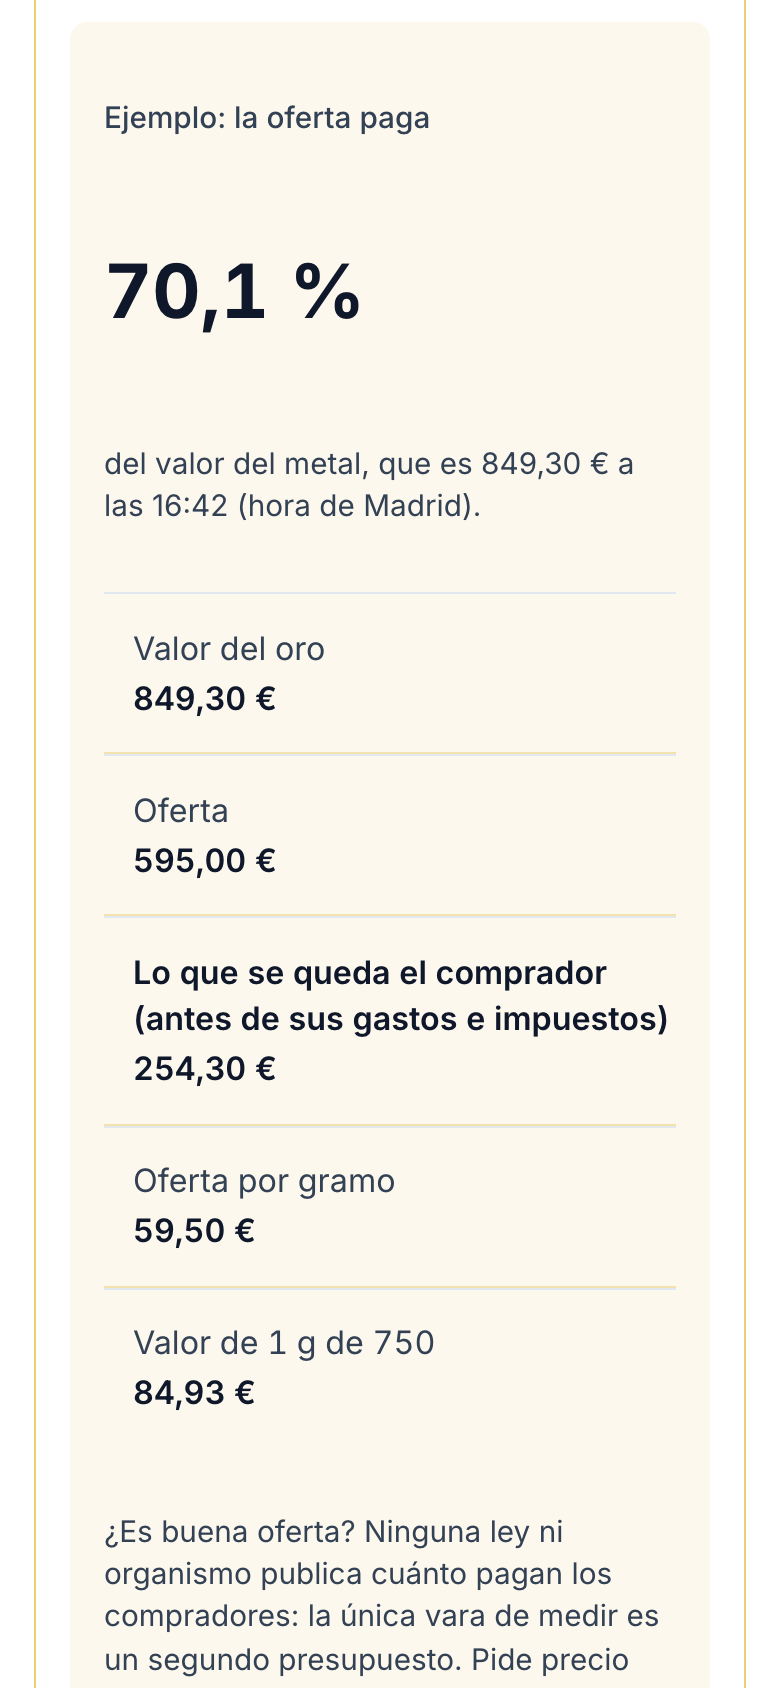 Ejemplo: la oferta paga
70,1 %
del valor del metal, que es 849,30 € a
las 16:42 (hora de Madrid).
Valor del oro
849,30 €
Oferta
595,00 €
Lo que se queda el comprador
(antes de sus gastos e impuestos)
254,30 €
Oferta por gramo
59,50 €
Valor de 1 g de 750
84,93 €
¿Es buena oferta? Ninguna ley ni
organismo publica cuánto pagan los
compradores: la única vara de medir es
un segundo presupuesto. Pide precio